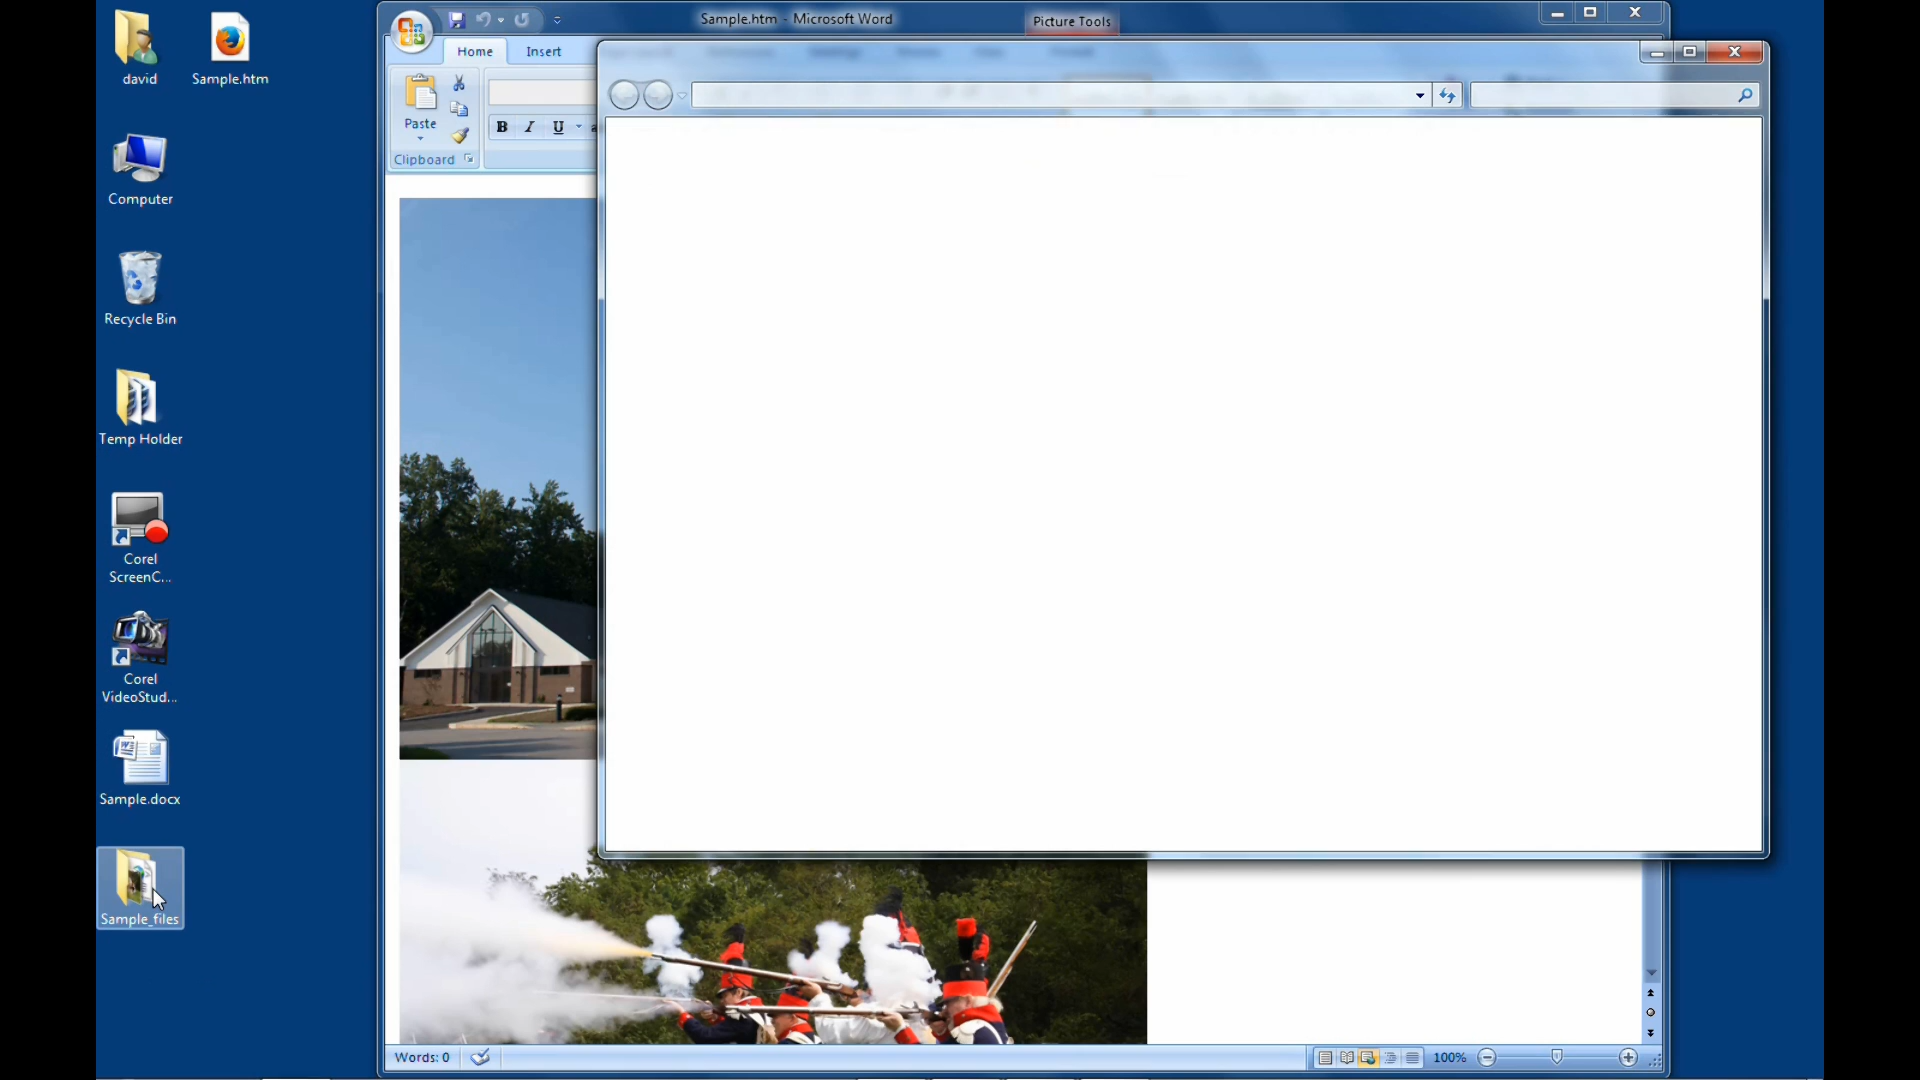 david
Sample.htm
Computer
Recycle Bin
Temp Holder
Corel
ScreenC...
Corel
VideoStud...
Sample.docx
Sample_files
Sample.htm - Microsoft Word
Picture Tools
Home
Insert
Paste
B I U
Clipboard
Words: 0
100%